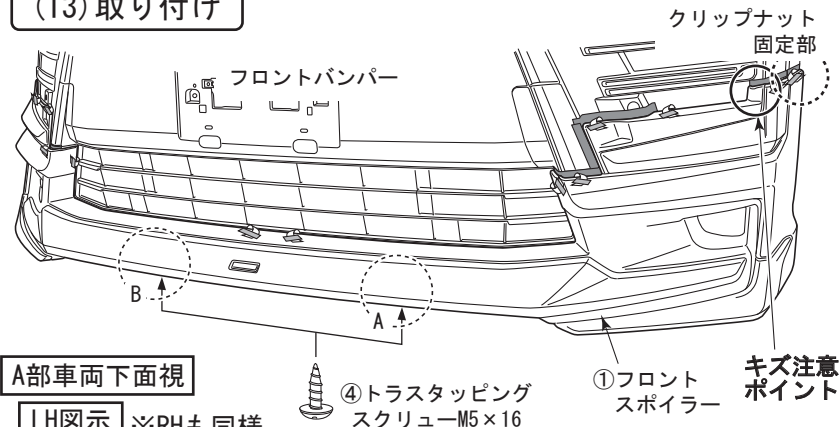 (13)取り付け
クリップナット
固定部
フロントバンパー
B
A
A部車両下面視
LH図示 ※RHも同様
④トラスタッピング
スクリューM5×16
①フロント
スポイラー
キズ注意
ポイント